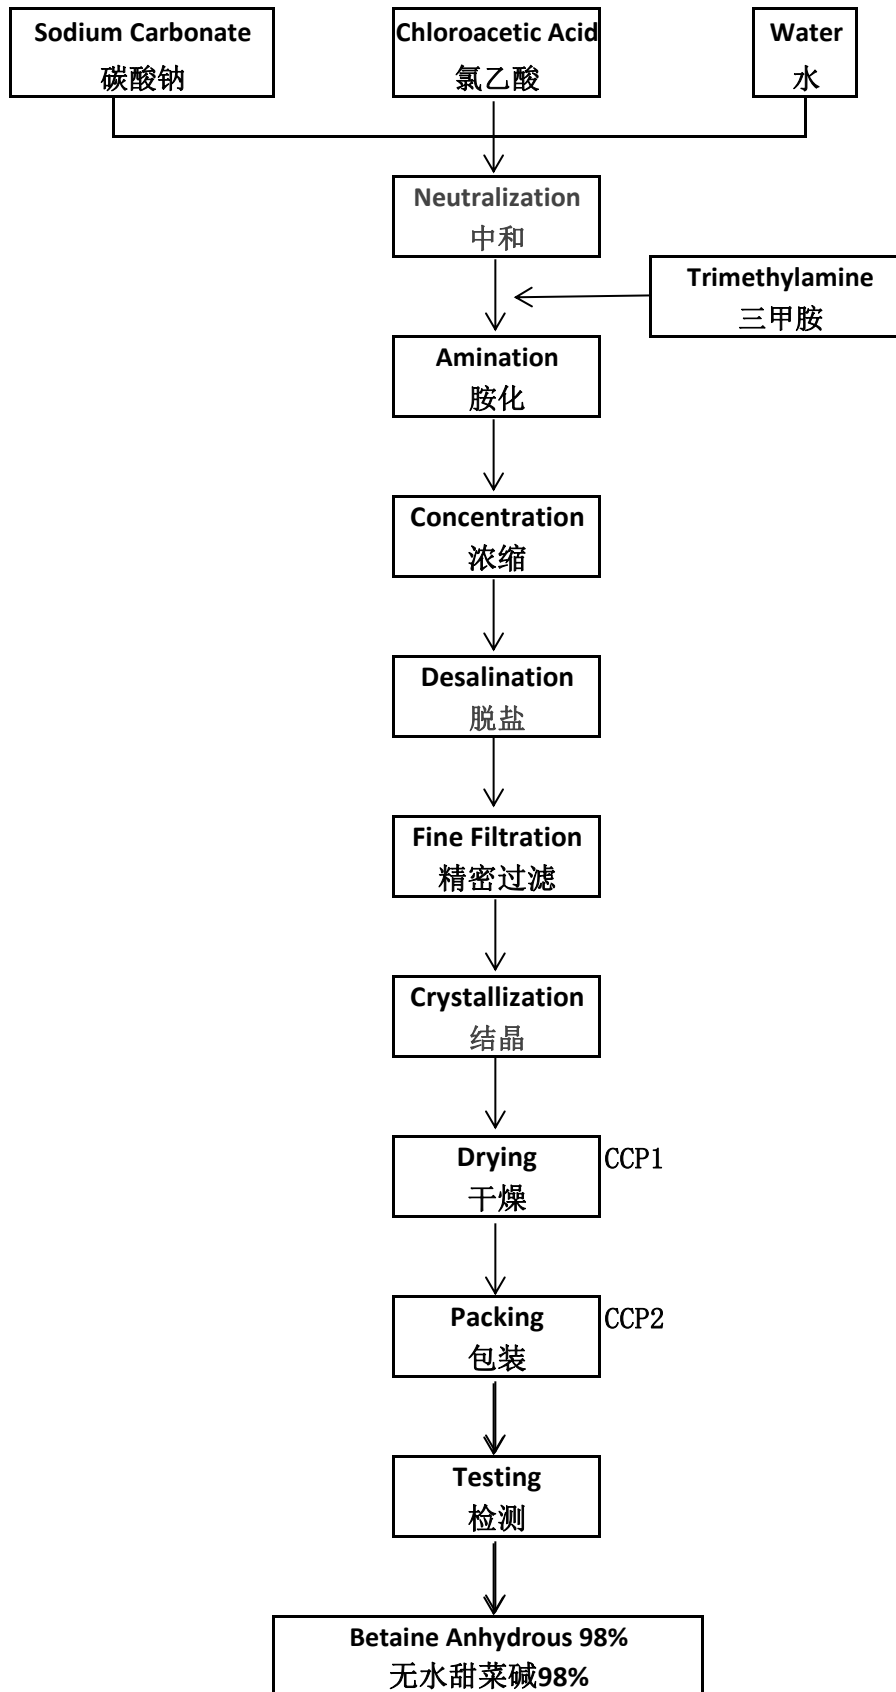 Sodium Carbonate
碳酸钠
Chloroacetic Acid
氯乙酸
Water
水
Neutralization
中和
Trimethylamine
三甲胺
Amination
胺化
Concentration
浓缩
Desalination
脱盐
Fine Filtration
精密过滤
Crystallization
结晶
Drying
干燥
CCP1
Packing
包装
CCP2
Testing
检测
Betaine Anhydrous 98%
无水甜菜碱98%